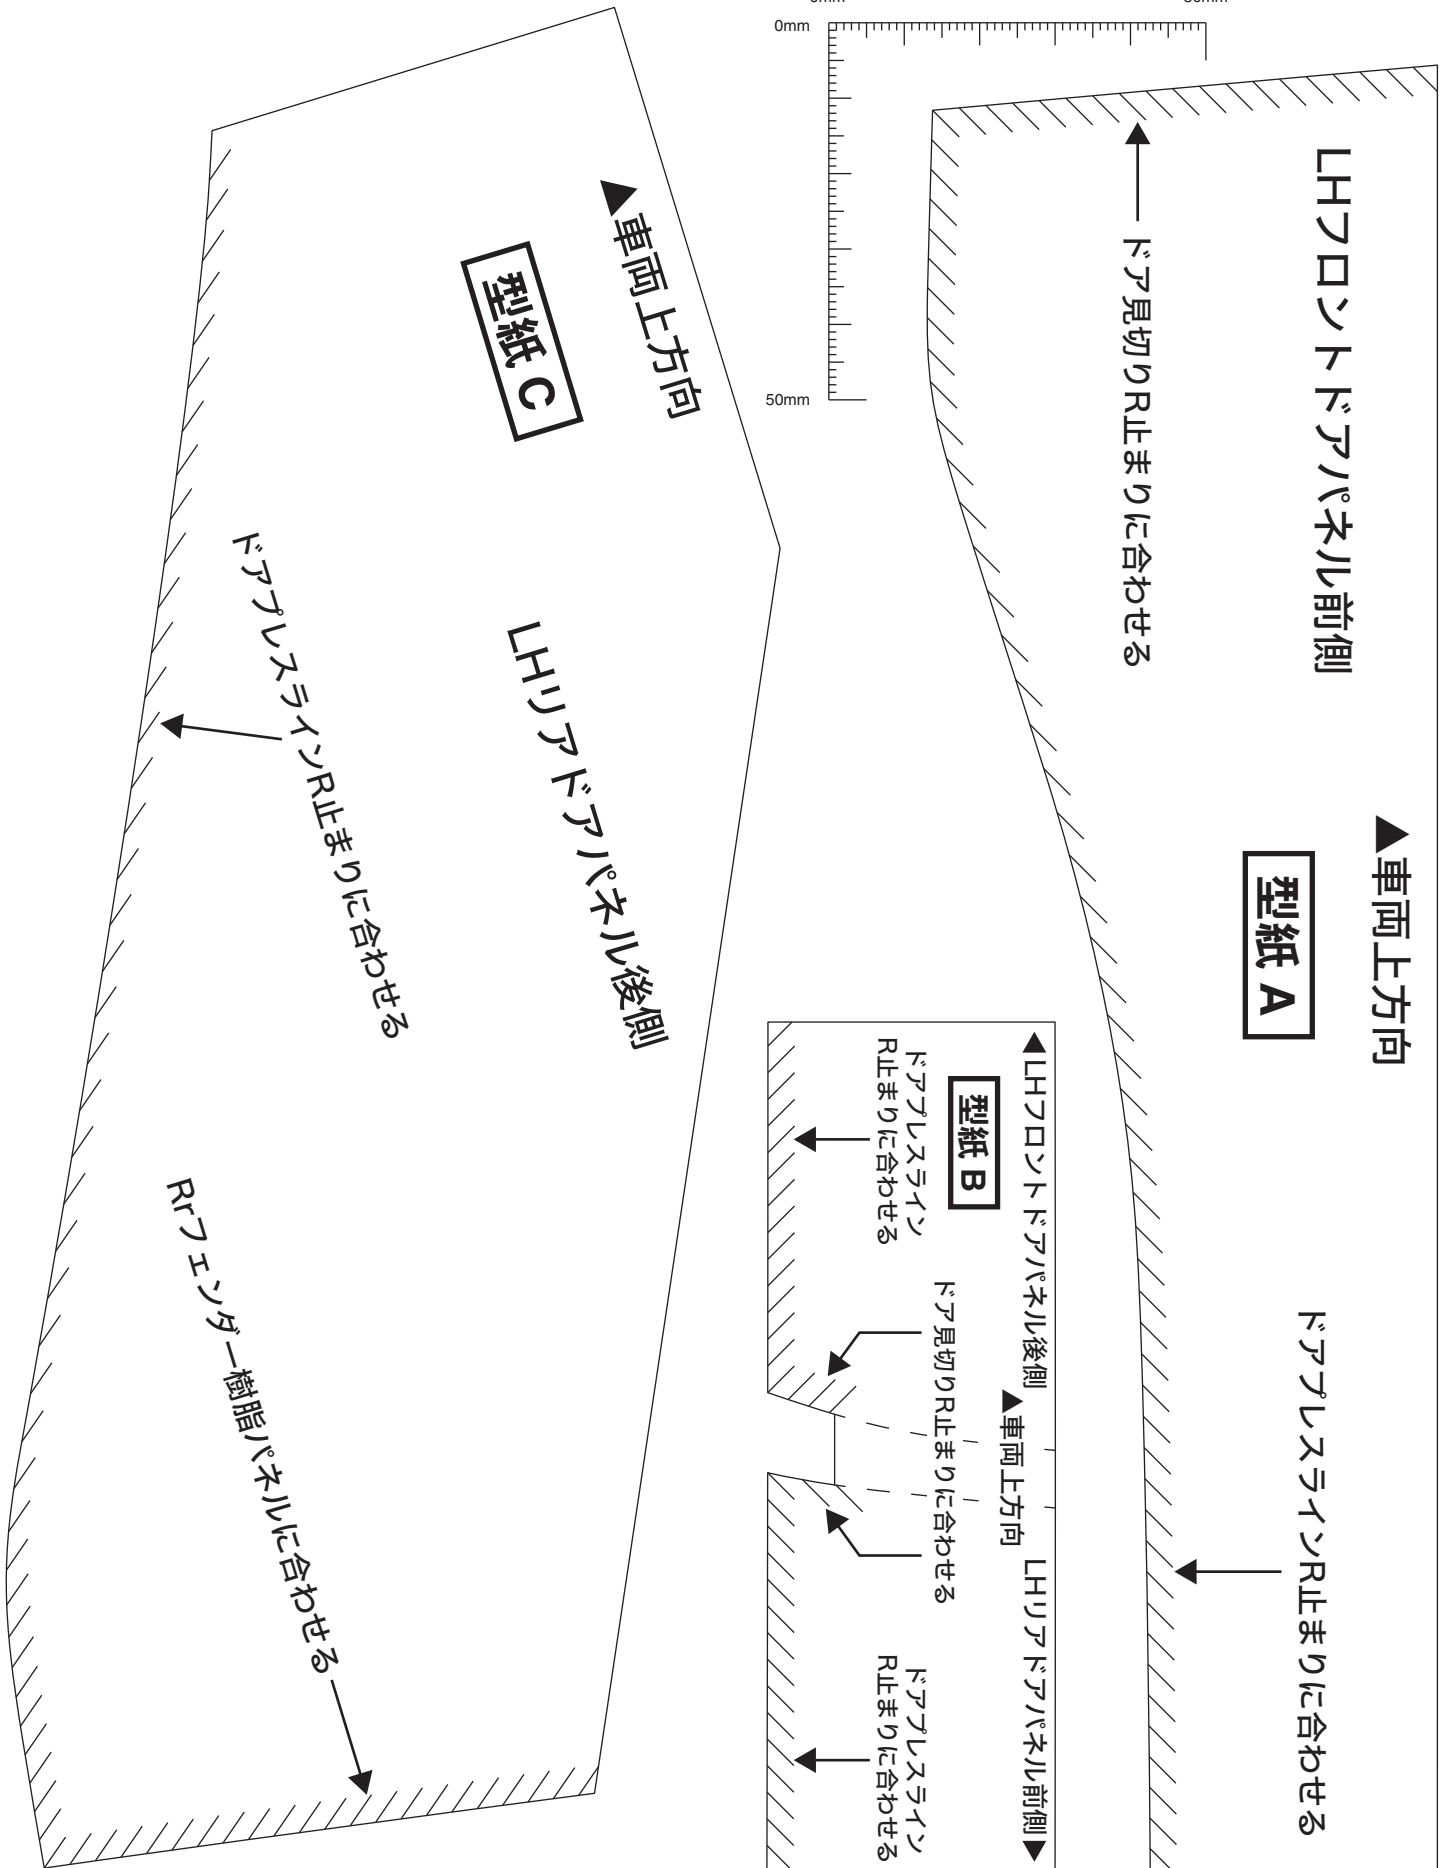 0mm
0mm
50mm
LHフロントドアパネル前側
ドア見切りR止まりに合わせる
▲車両上方向
型紙 A
ドアプレスラインR止まりに合わせる
◀LHフロントドアパネル後側
型紙 B
ドアプレスライン
R止まりに合わせる
▲車両上方向
ドア見切りR止まりに合わせる
LHリアドアパネル前側▶
ドアプレスライン
R止まりに合わせる
▲車両上方向
型紙 C
LHリアドアパネル後側
ドアプレスラインR止まりに合わせる
Rrフェンダー樹脂パネルに合わせる